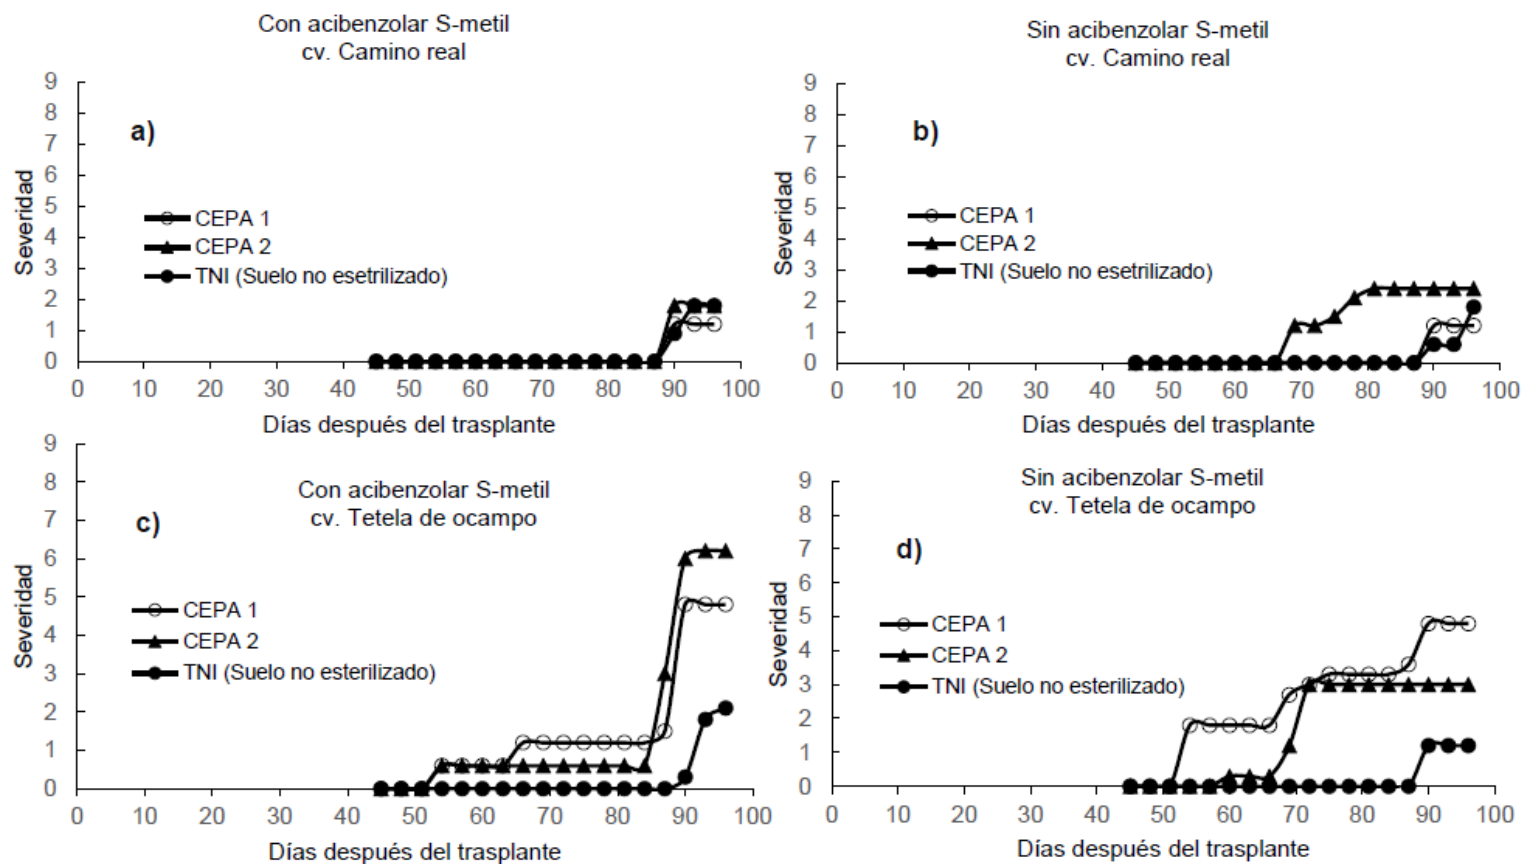 Con acibenzolar S-metil
cv. Camino real
9
8
7
6
5
4
3
2
1
0
a)
Severidad
CEPA 1
CEPA 2
TNI (Suelo no esetrilizado)
0 10 20 30 40 50 60 70 80 90 100
Días después del trasplante
Sin acibenzolar S-metil
cv. Camino real
9
8
7
6
5
4
3
2
1
0
b)
Severidad
CEPA 1
CEPA 2
TNI (Suelo no esetrilizado)
0 10 20 30 40 50 60 70 80 90 100
Días después del trasplante
Con acibenzolar S-metil
cv. Tetela de ocampo
9
8
7
6
5
4
3
2
1
0
c)
Severidad
CEPA 1
CEPA 2
TNI (Suelo no esterilizado)
0 10 20 30 40 50 60 70 80 90 100
Días después del trasplante
Sin acibenzolar S-metil
cv. Tetela de ocampo
9
8
7
6
5
4
3
2
1
0
d)
Severidad
CEPA 1
CEPA 2
TNI (Suelo no esterilizado)
0 10 20 30 40 50 60 70 80 90 100
Días después del trasplante